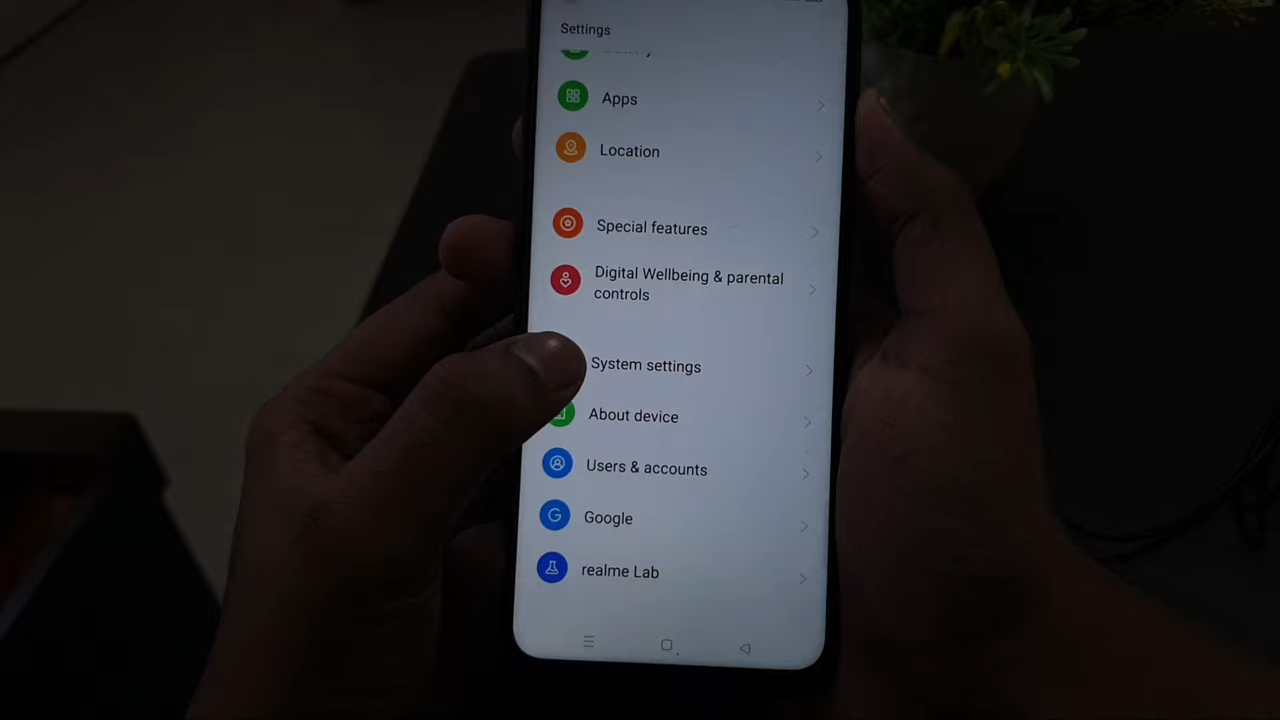 Settings
Apps
Location
Special features
Digital Wellbeing & parental
controls
System settings
About device
Users & accounts
Google
realme Lab